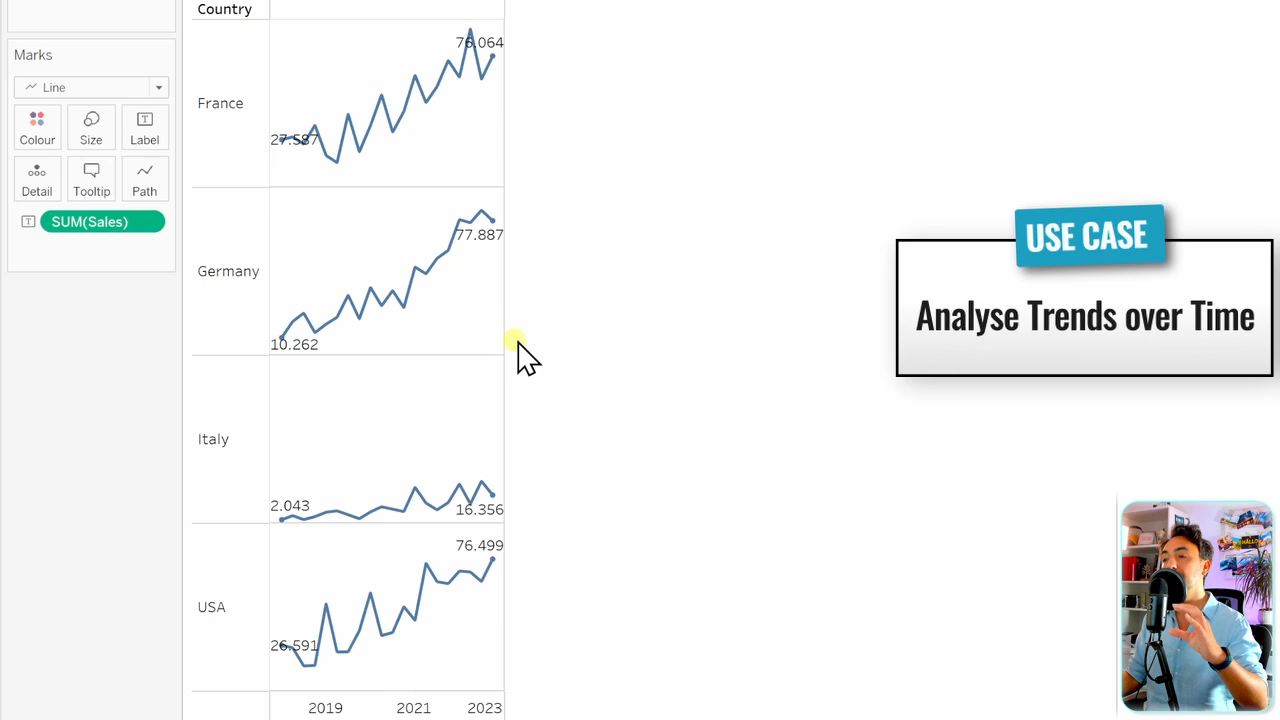 Marks
Line
Colour
Size
Label
Detail
Tooltip
Path
SUM(Sales)
Country
France
76.064
27.587
Germany
77.887
10.262
Italy
2.043
16.356
USA
76.499
26.591
2019
2021
2023
USE CASE
Analyse Trends over Time